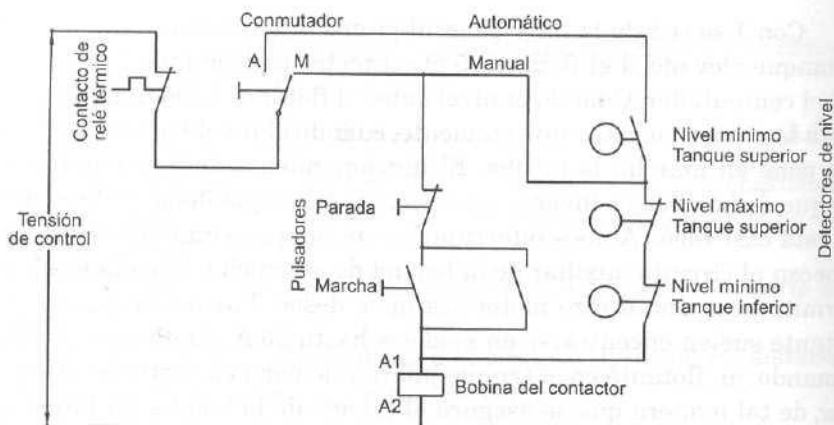 Conmutador
Automático
Contacto de
relé térmico
A
M
Manual
Nivel mínimo
Tanque superior
Detectores de nivel
Tensión
de control
Pulsadores
Parada
Nivel máximo
Tanque superior
Marcha
Nivel mínimo
Tanque inferior
A1
Bobina del contactor
A2